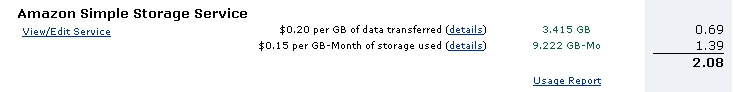 Amazon Simple Storage Service
View/Edit Service
$0.20 per GB of data transferred (details) 3.415 GB 0.69
$0.15 per GB-Month of storage used (details) 9.222 GB-Mo 1.39
2.08
Usage Report